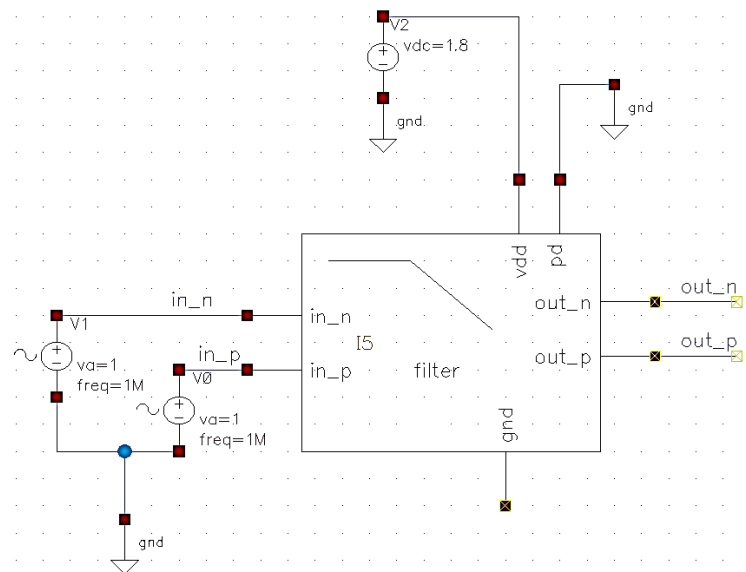 V2
vdc=1.8
gnd
gnd
vdd
pd
in_n
V1
in_n
out_n
out_n
I5
va=1
freq=1M
in_p
V0
in_p
filter
out_p
out_p
va=1
freq=1M
gnd
gnd